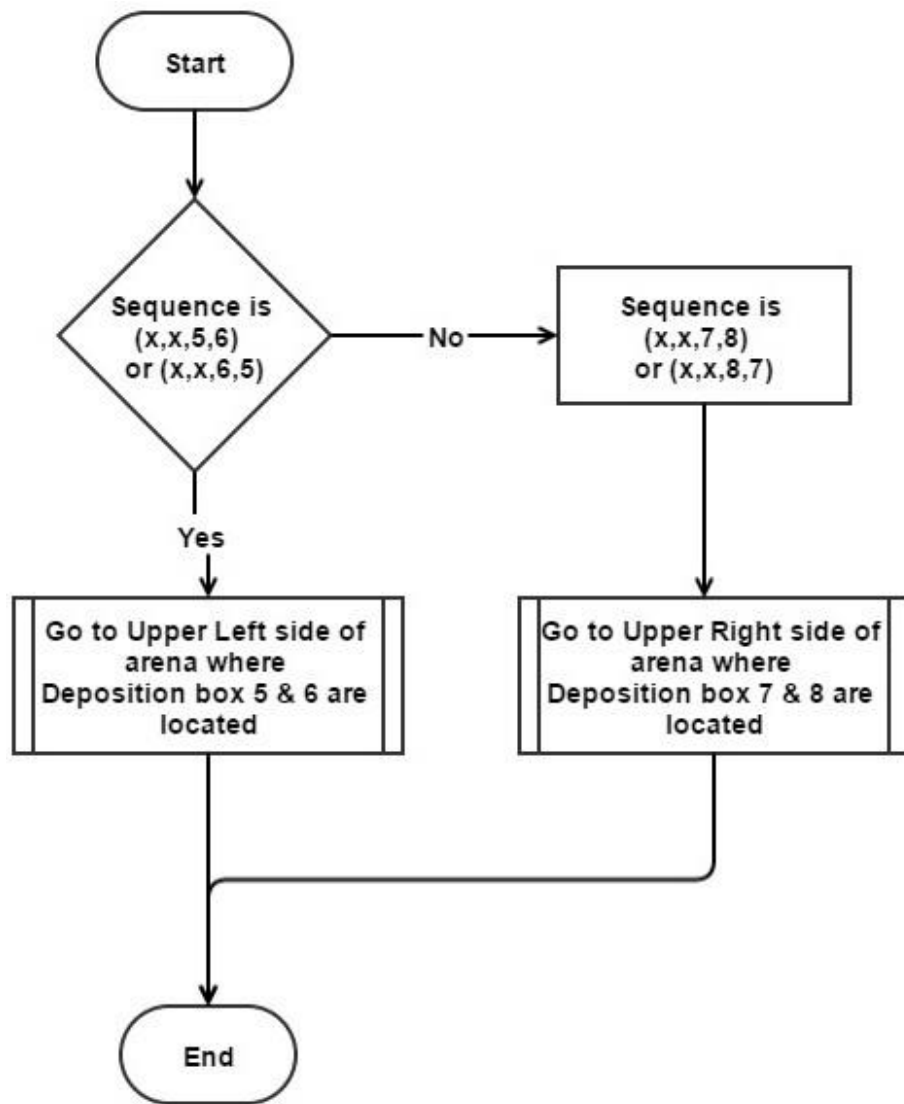 Start
Sequence is
(x,x,5,6)
or (x,x,6,5)
No
Sequence is
(x,x,7,8)
or (x,x,8,7)
Yes
Go to Upper Left side of
arena where
Deposition box 5 & 6 are
located
Go to Upper Right side of
arena where
Deposition box 7 & 8 are
located
End